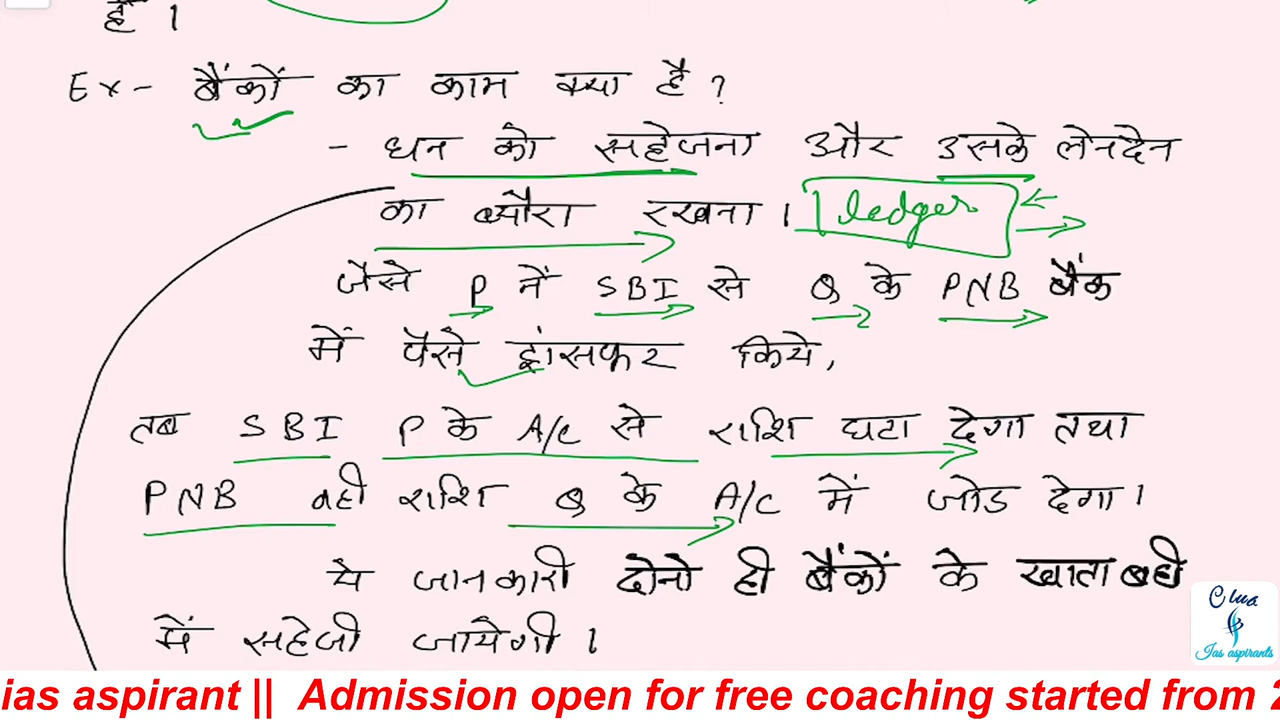 है।
Ex- बैंकों का काम क्या है ?
- धन को सहेजना और उसके लेनदेन
का ब्यौरा रखना। ledger
जैसे P ने SBI से Q के PNB बैंक
में पैसे ट्रांसफर किये,
तब SBI P के A/C से राशि घटा देगा तथा
PNB वही राशि Q के A/C में जोड देगा।
ये जानकारी दोनो ही बैंकों के खाता बही
में सहेजी जायेगी।
Ias aspirants
ias aspirant || Admission open for free coaching started from 2